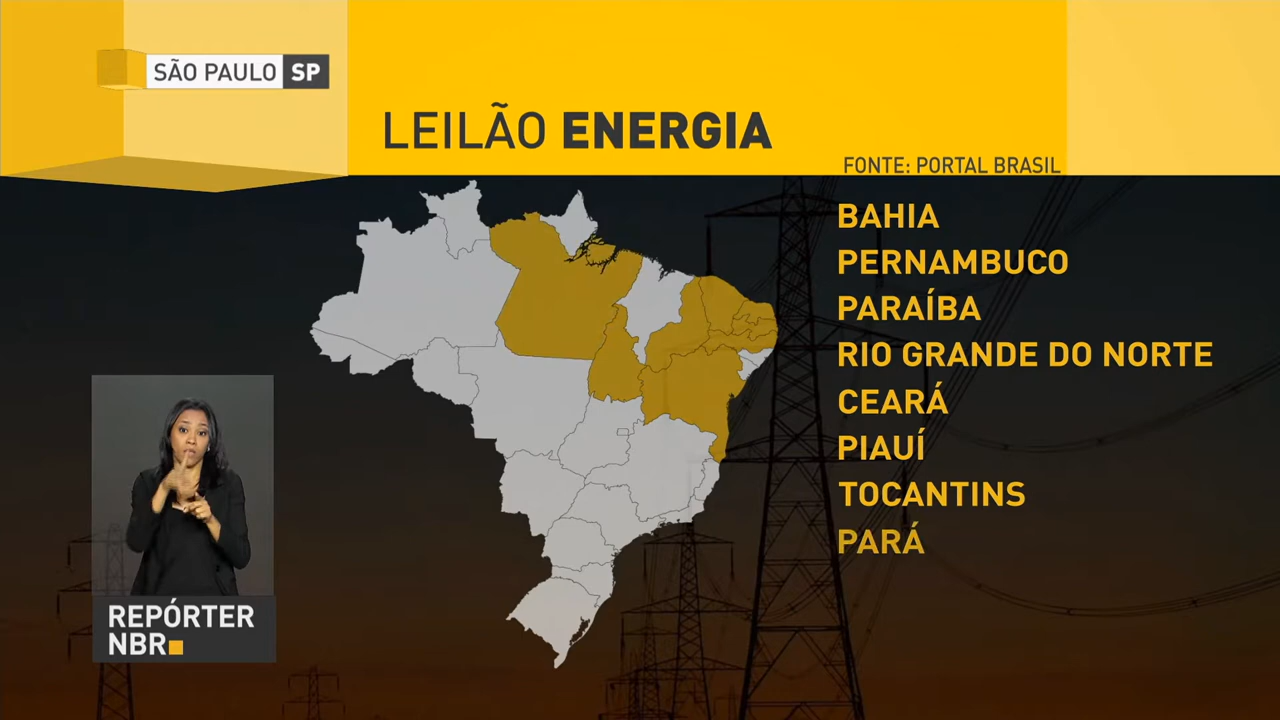 SÃO PAULO SP
LEILÃO ENERGIA
FONTE: PORTAL BRASIL
BAHIA
PERNAMBUCO
PARAÍBA
RIO GRANDE DO NORTE
CEARÁ
PIAUÍ
TOCANTINS
PARÁ
REPÓRTER
NBR